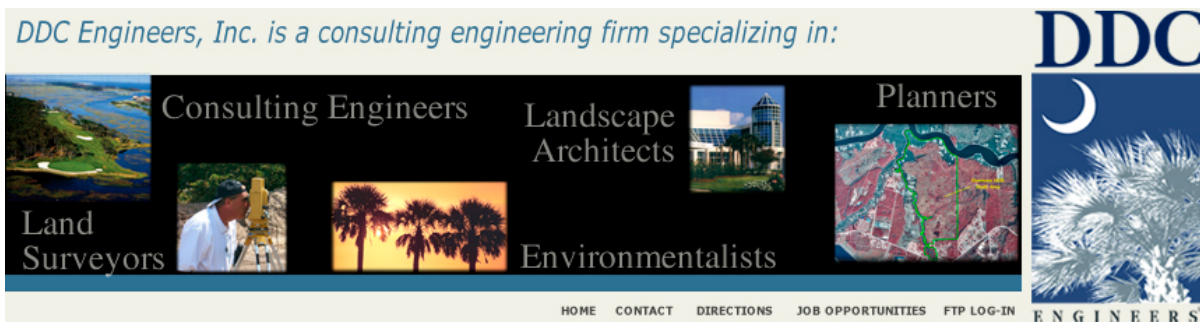 DDC Engineers, Inc. is a consulting engineering firm specializing in:
DDC
Consulting Engineers
Landscape
Architects
Planners
Land
Surveyors
Environmentalists
HOME CONTACT DIRECTIONS JOB OPPORTUNITIES FTP LOG-IN
ENGINEERS